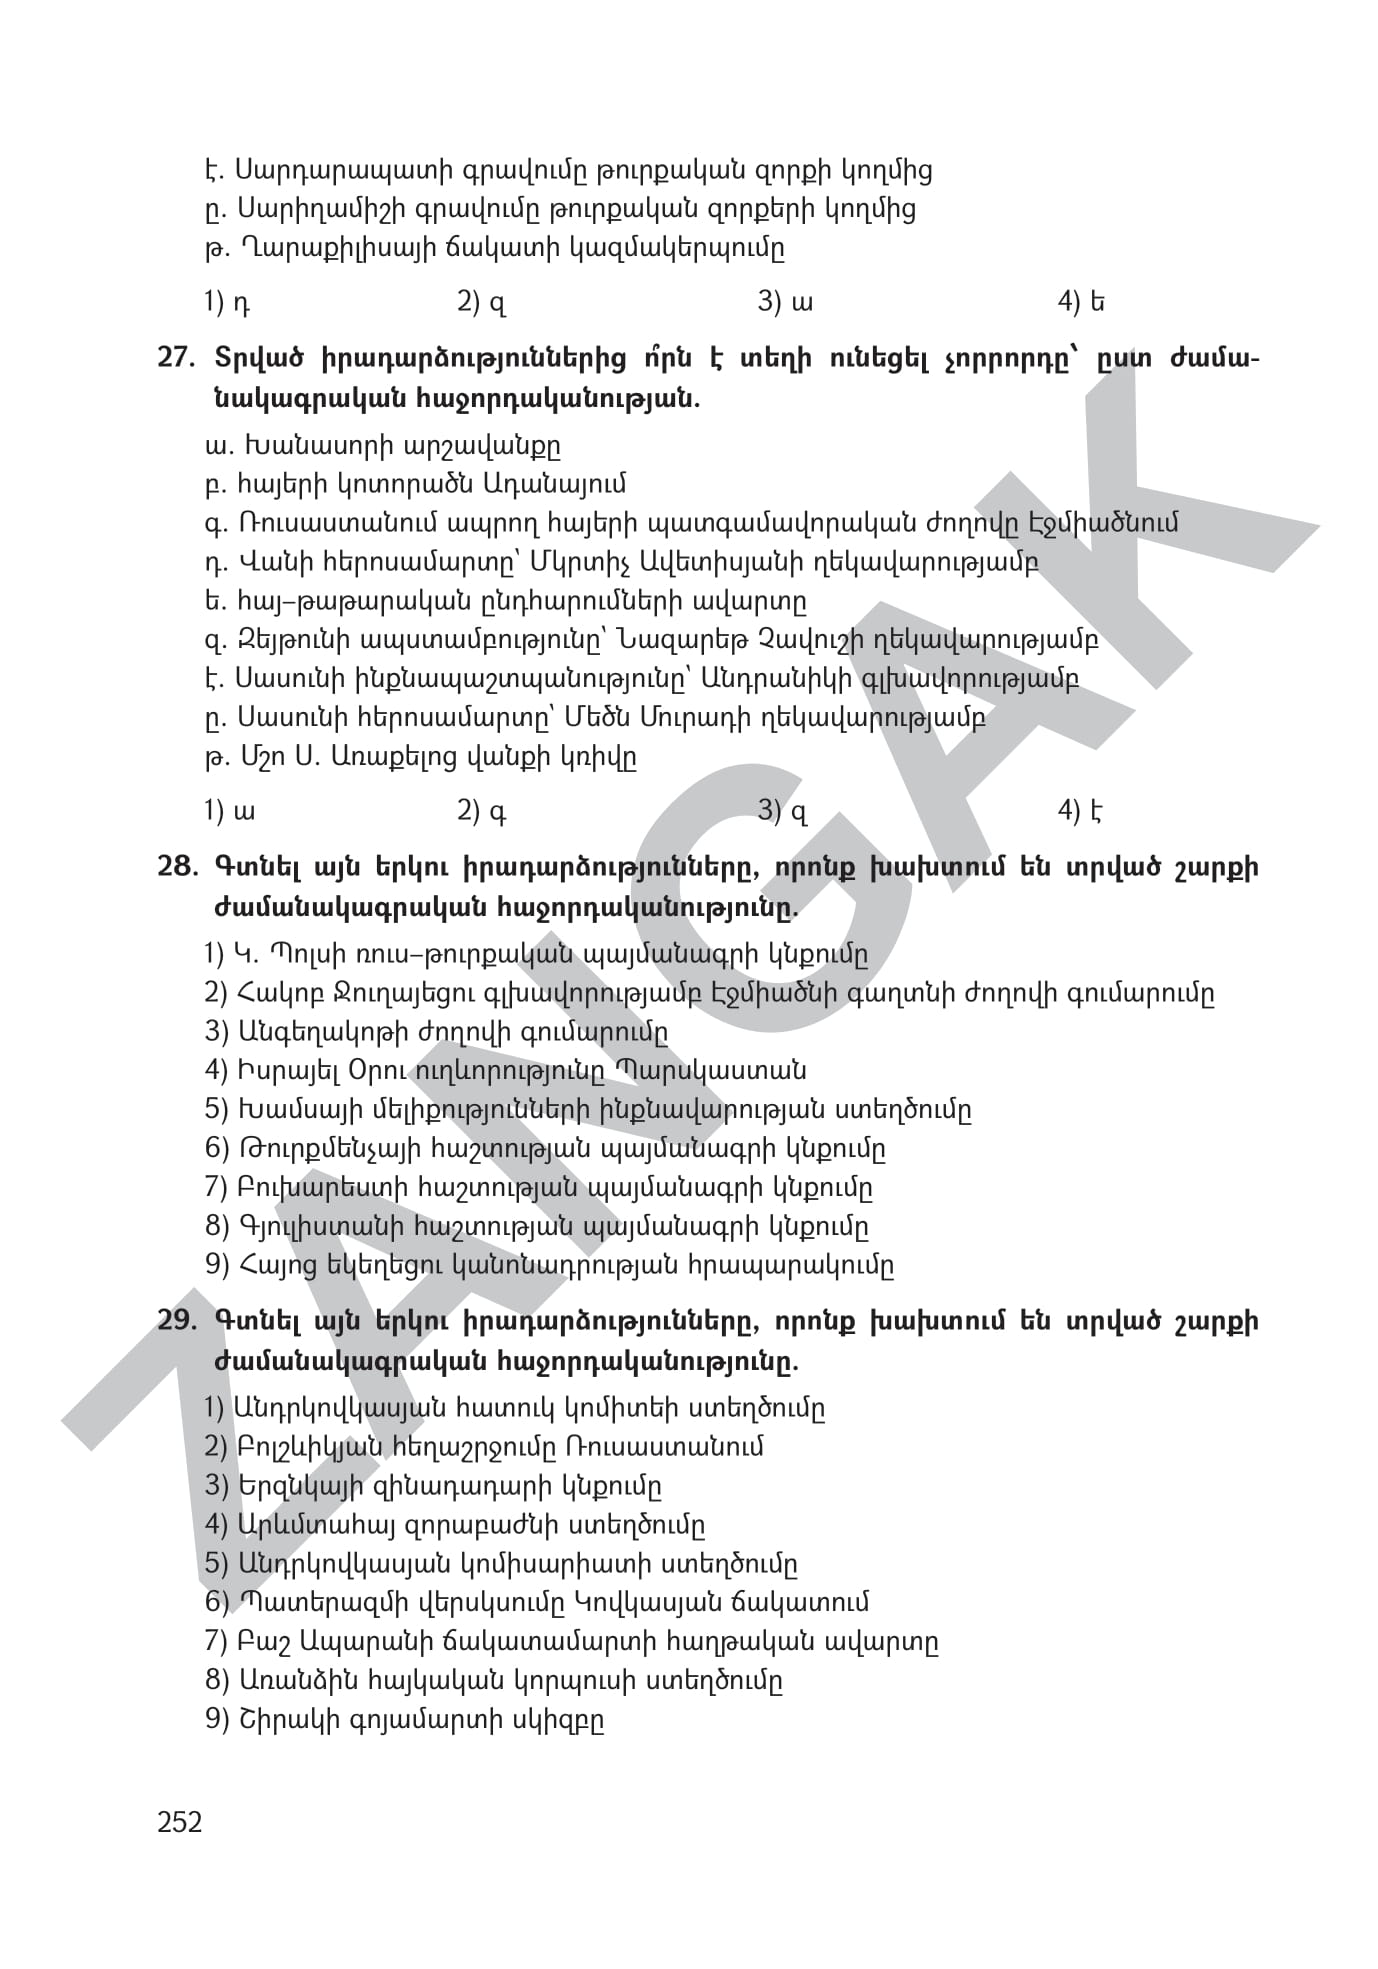 է. Սարդարապատի գրավումը թուրքական զորքի կողմից
ը. Սարիղամիշի գրավումը թուրքական զորքերի կողմից
թ. Ղարաքիլիսայի ճակատի կազմակերպումը
1) դ 2) զ 3) ա 4) ե
27. Տրված իրադարձություններից ո՞րն է տեղի ունեցել չորրորդը՝ ըստ ժամա-
նակագրական հաջորդականության.
ա. Խանասորի արշավանքը
բ. հայերի կոտորածն Ադանայում
գ. Ռուսաստանում ապրող հայերի պատգամավորական ժողովը Էջմիածնում
դ. Վանի հերոսամարտը՝ Մկրտիչ Ավետիսյանի ղեկավարությամբ
ե. հայ–թաթարական ընդհարումների ավարտը
զ. Զեյթունի ապստամբությունը՝ Նազարեթ Չավուշի ղեկավարությամբ
է. Սասունի ինքնապաշտպանությունը՝ Անդրանիկի գլխավորությամբ
ը. Սասունի հերոսամարտը՝ Մեծն Մուրադի ղեկավարությամբ
թ. Մշո Ս. Առաքելոց վանքի կռիվը
1) ա 2) գ 3) զ 4) է
28. Գտնել այն երկու իրադարձությունները, որոնք խախտում են տրված շարքի
ժամանակագրական հաջորդականությունը.
1) Կ. Պոլսի ռուս–թուրքական պայմանագրի կնքումը
2) Հակոբ Ջուղայեցու գլխավորությամբ Էջմիածնի գաղտնի ժողովի գումարումը
3) Անգեղակոթի ժողովի գումարումը
4) Իսրայել Օրու ուղևորությունը Պարսկաստան
5) Խամսայի մելիքությունների ինքնավարության ստեղծումը
6) Թուրքմենչայի հաշտության պայմանագրի կնքումը
7) Բուխարեստի հաշտության պայմանագրի կնքումը
8) Գյուլիստանի հաշտության պայմանագրի կնքումը
9) Հայոց եկեղեցու կանոնադրության հրապարակումը
29. Գտնել այն երկու իրադարձությունները, որոնք խախտում են տրված շարքի
ժամանակագրական հաջորդականությունը.
1) Անդրկովկասյան հատուկ կոմիտեի ստեղծումը
2) Բոլշևիկյան հեղաշրջումը Ռուսաստանում
3) Երզնկայի զինադադարի կնքումը
4) Արևմտահայ զորաբաժնի ստեղծումը
5) Անդրկովկասյան կոմիսարիատի ստեղծումը
6) Պատերազմի վերսկսումը Կովկասյան ճակատում
7) Բաշ Ապարանի ճակատամարտի հաղթական ավարտը
8) Առանձին հայկական կորպուսի ստեղծումը
9) Շիրակի գոյամարտի սկիզբը
252
ZANGAK